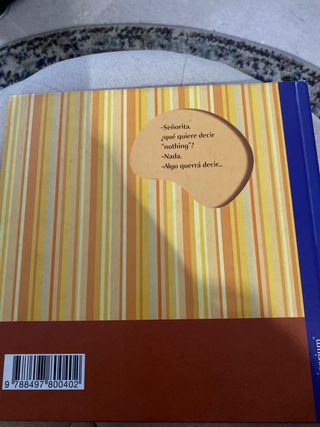 -Señorita,
¿qué quiere decir
"nothing"?
-Nada.
-Algo querrá decir...
9 788497 800402